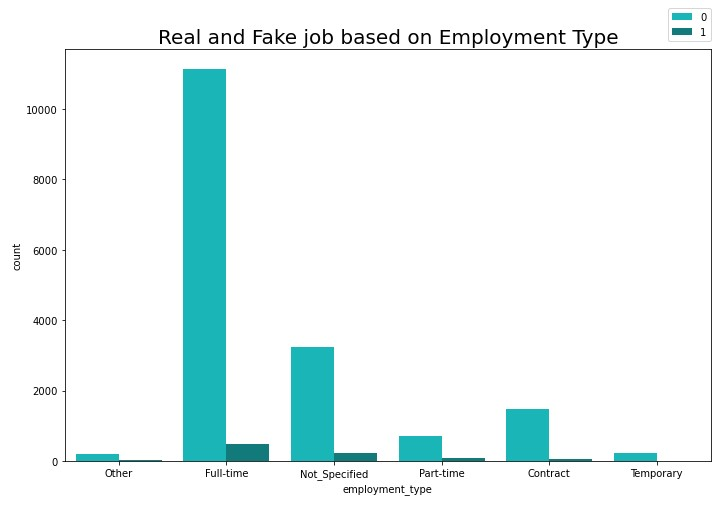 0
1
Real and Fake job based on Employment Type
10000
8000
6000
4000
2000
0
count
Other
Full-time
Not_Specified
Part-time
Contract
Temporary
employment_type